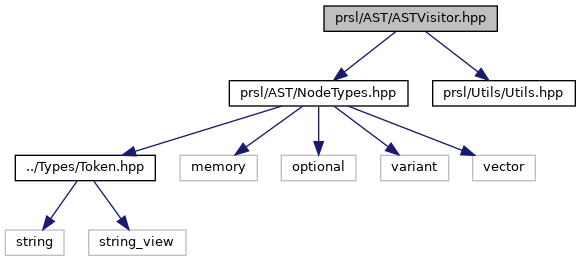 prsl/AST/ASTVisitor.hpp
prsl/AST/NodeTypes.hpp
prsl/Utils/Utils.hpp
../Types/Token.hpp
memory
optional
variant
vector
string
string_view